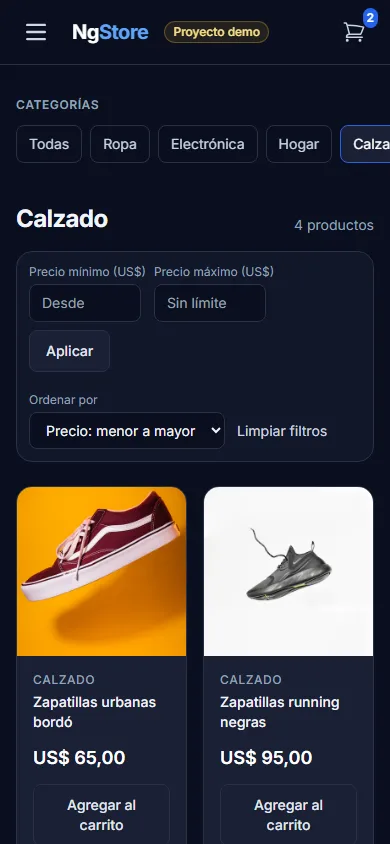 NgStore
Proyecto demo
2
CATEGORÍAS
Todas
Ropa
Electrónica
Hogar
Calza
Calzado
4 productos
Precio mínimo (US$)
Precio máximo (US$)
Desde
Sin límite
Aplicar
Ordenar por
Precio: menor a mayor
Limpiar filtros
CALZADO
Zapatillas urbanas
bordó
US$ 65,00
Agregar al
carrito
CALZADO
Zapatillas running
negras
US$ 95,00
Agregar al
carrito